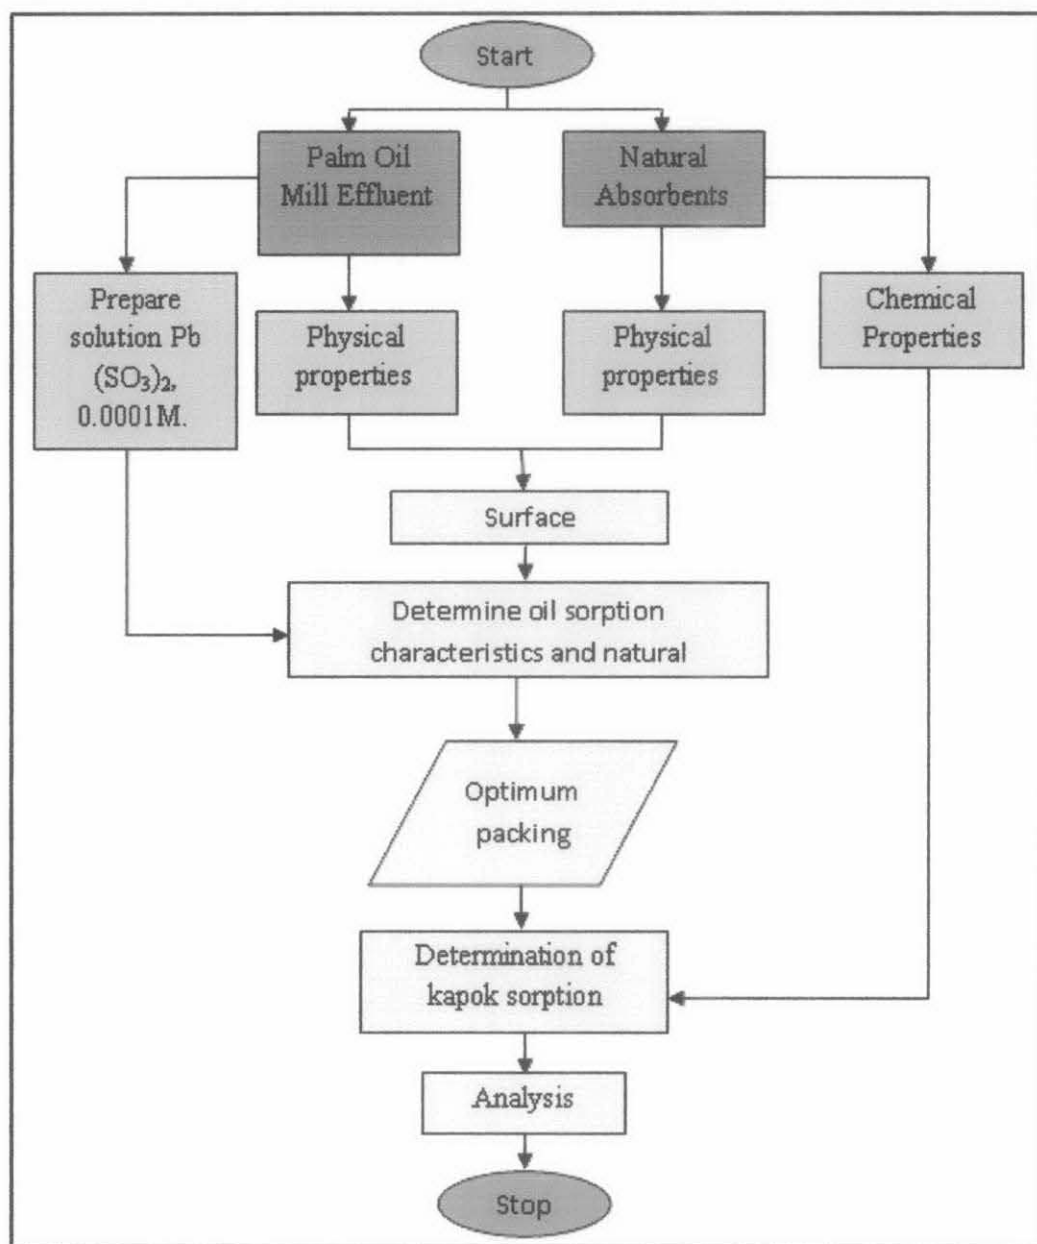 Start
Palm Oil
Mill Effluent
Natural
Absorbents
Prepare
solution Pb
(SO₃)₂,
0.0001M.
Physical
properties
Physical
properties
Chemical
Properties
Surface
Determine oil sorption
characteristics and natural
Optimum
packing
Determination of
kapok sorption
Analysis
Stop